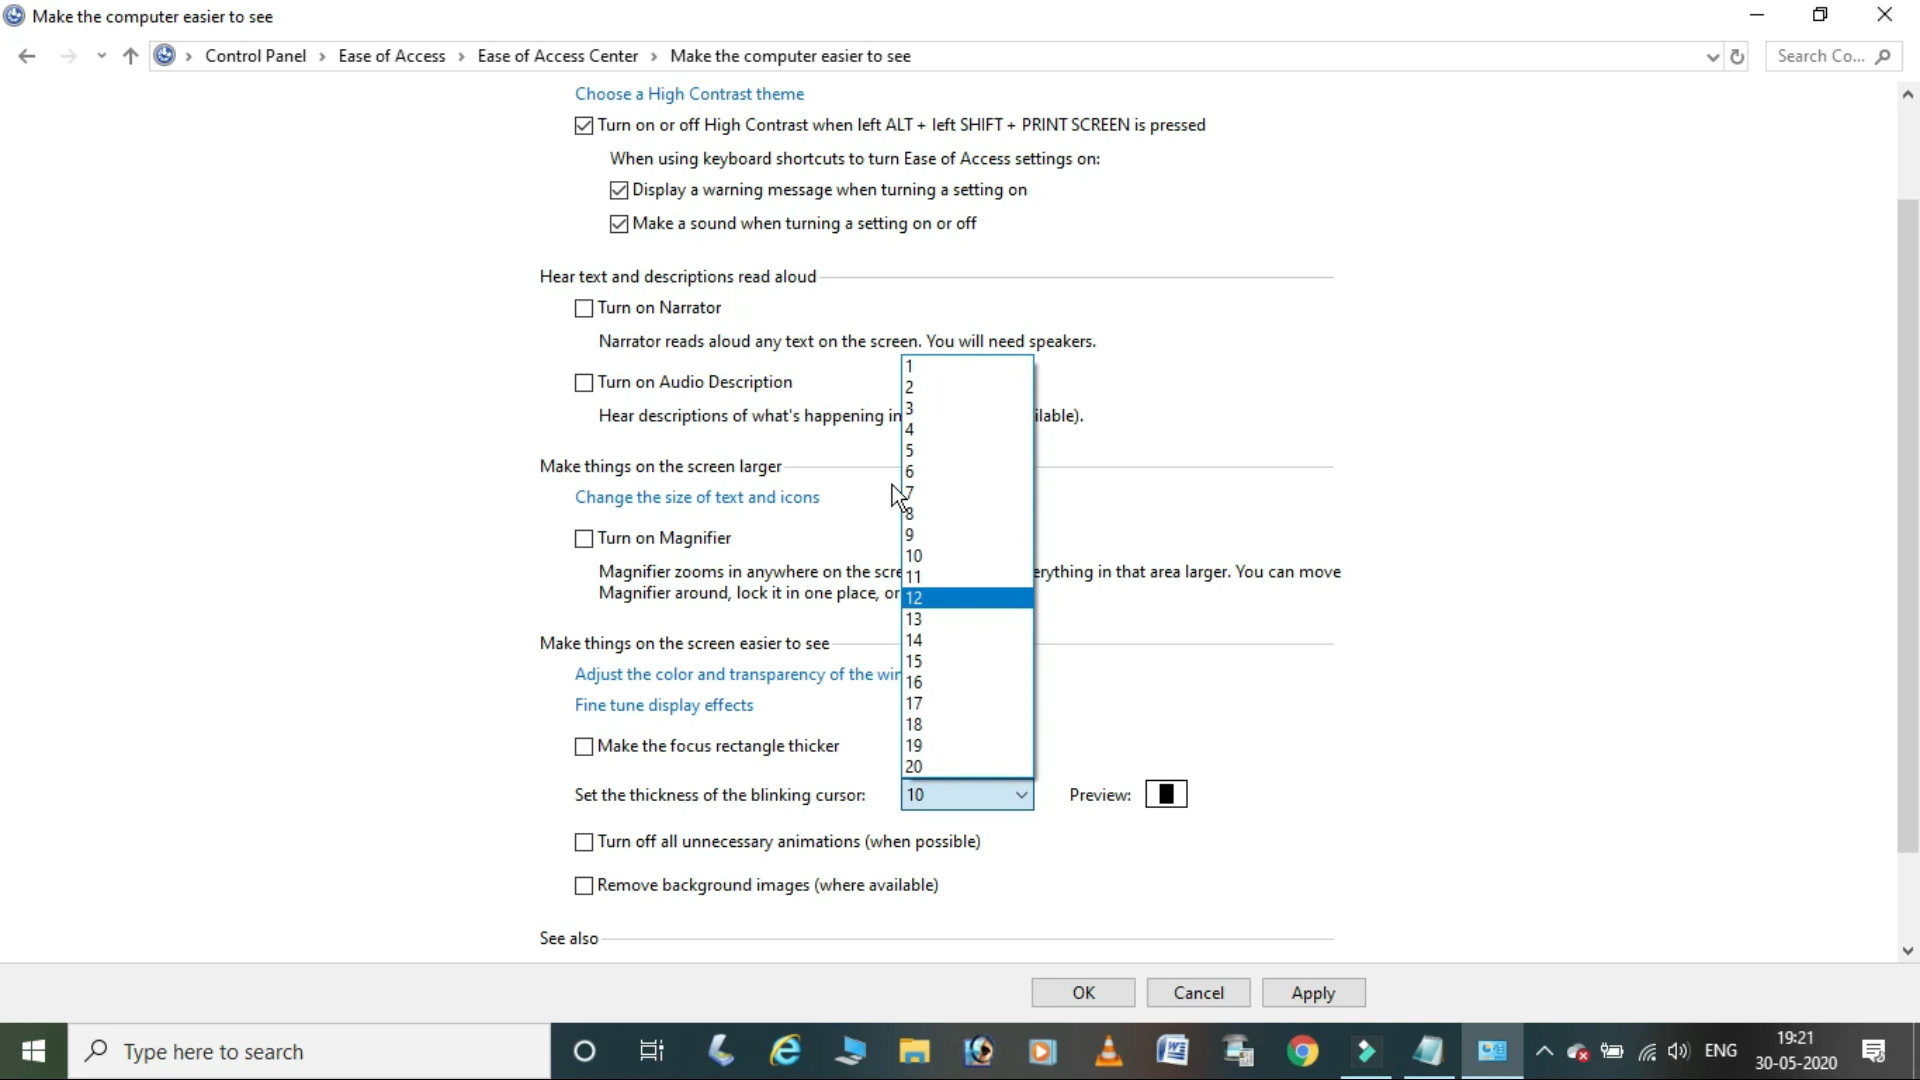 Make the computer easier to see
Control Panel > Ease of Access > Ease of Access Center > Make the computer easier to see
Search Co...
Choose a High Contrast theme
Turn on or off High Contrast when left ALT + left SHIFT + PRINT SCREEN is pressed
When using keyboard shortcuts to turn Ease of Access settings on:
Display a warning message when turning a setting on
Make a sound when turning a setting on or off
Hear text and descriptions read aloud
Turn on Narrator
Narrator reads aloud any text on the screen. You will need speakers.
Turn on Audio Description
Hear descriptions of what's happening in
Make things on the screen larger
Change the size of text and icons
Turn on Magnifier
Magnifier zooms in anywhere on the
in that area larger. You can move
Magnifier around, lock it in one place, or
Make things on the screen easier to see
Adjust the color and transparency of the
Fine tune display effects
Make the focus rectangle thicker
1
2
3
4
5
6
7
8
9
10
11
12
13
14
15
16
17
18
19
20
Set the thickness of the blinking cursor: 10 Preview:
Turn off all unnecessary animations (when possible)
Remove background images (where available)
See also
OK Cancel Apply
Type here to search
ENG
19:21
30-05-2020